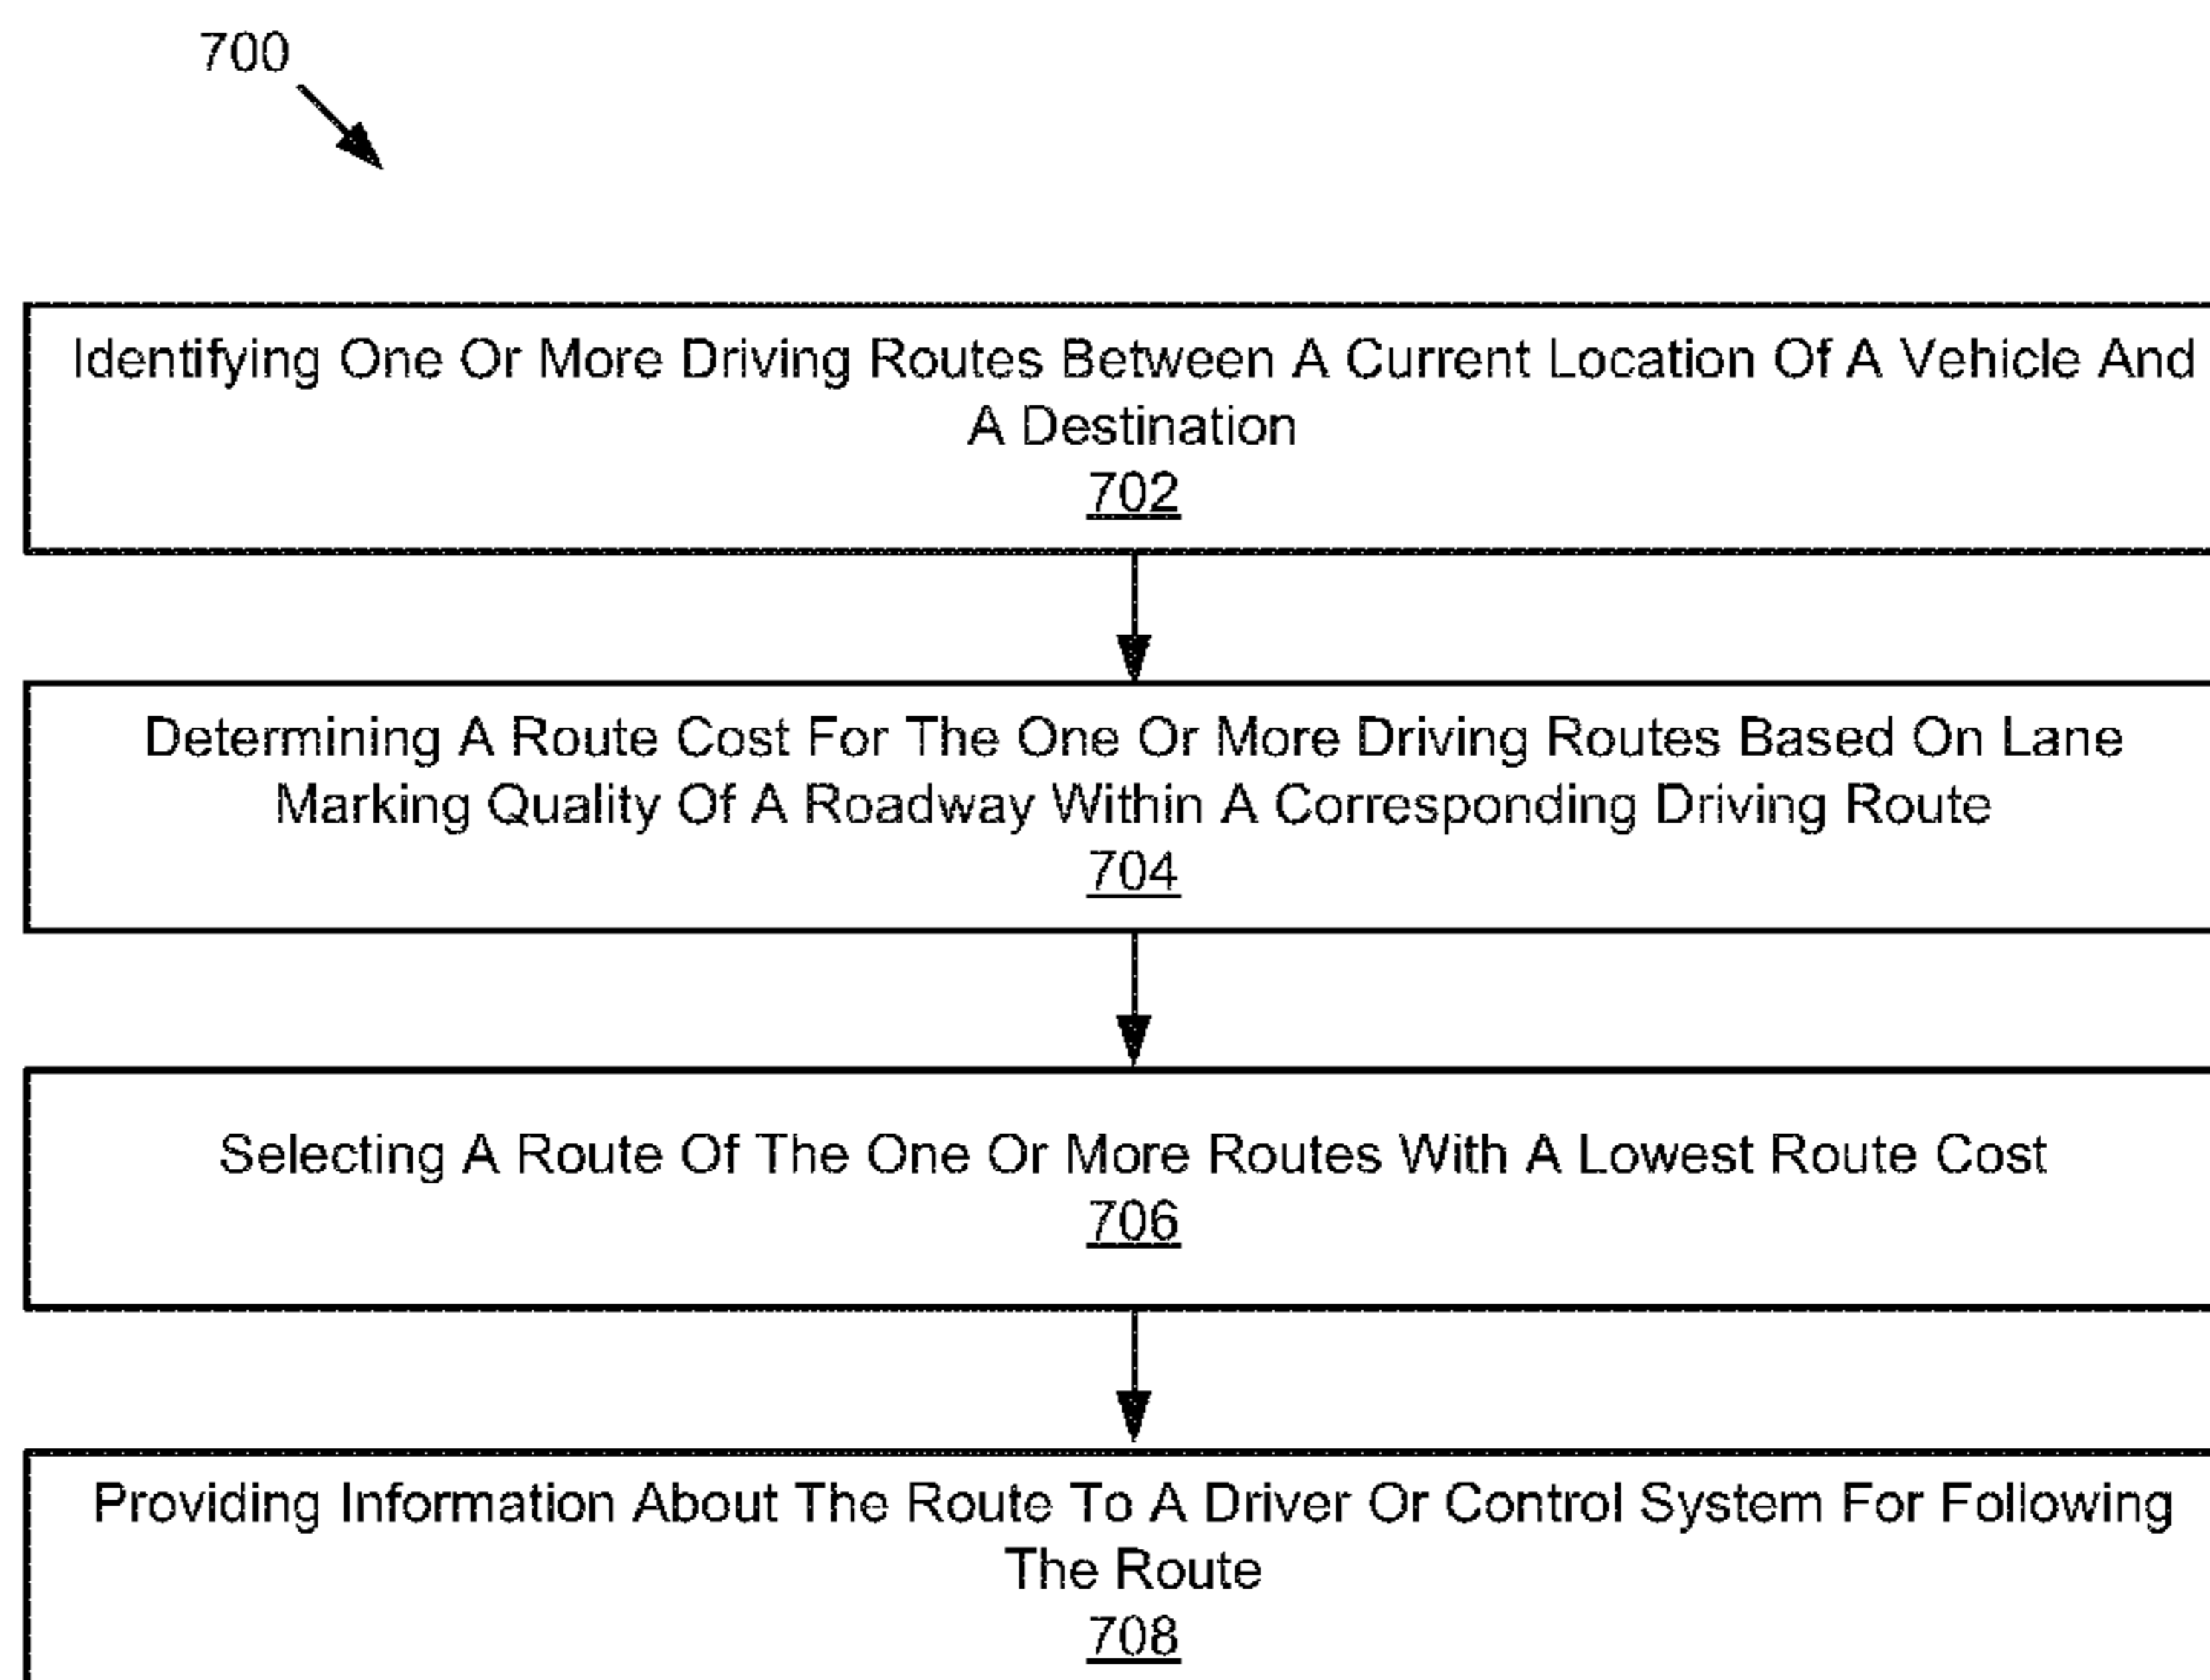 700
Identifying One Or More Driving Routes Between A Current Location Of A Vehicle And
A Destination
702
Determining A Route Cost For The One Or More Driving Routes Based On Lane
Marking Quality Of A Roadway Within A Corresponding Driving Route
704
Selecting A Route Of The One Or More Routes With A Lowest Route Cost
706
Providing Information About The Route To A Driver Or Control System For Following
The Route
708